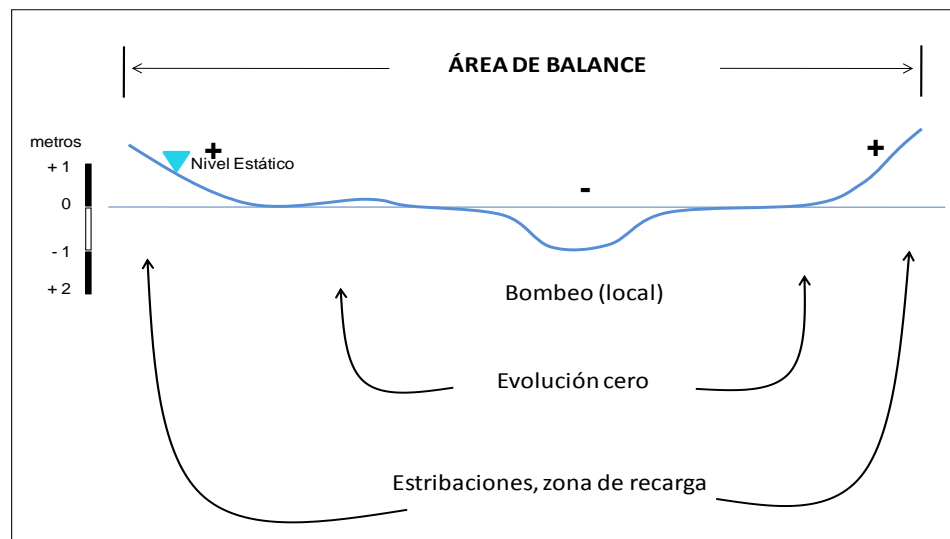 ÁREA DE BALANCE
metros
+
Nivel Estático
+
+ 1
-
0
- 1
+ 2
Bombeo (local)
Evolución cero
Estribaciones, zona de recarga